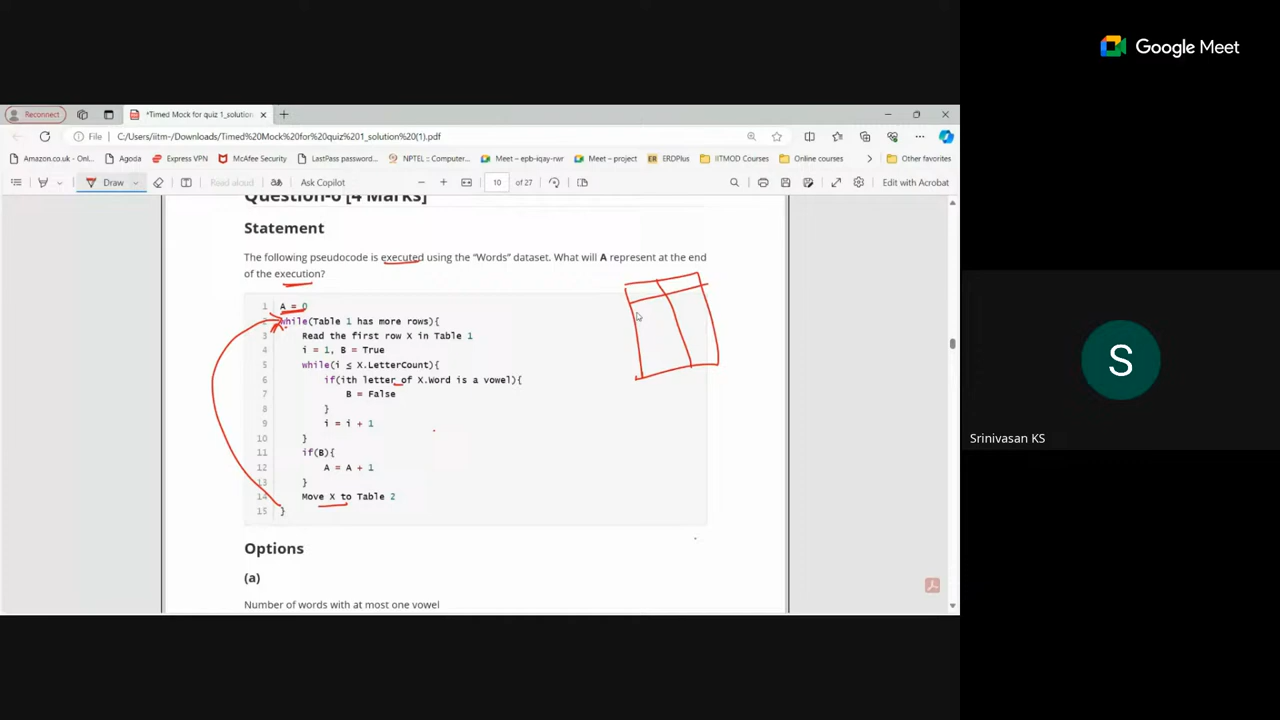 Google Meet
Reconnect
*Timed Mock for quiz 1_solution
File
C:/Users/iitm-/Downloads/Timed%20Mock%20for%20quiz%201_solution%20(1).pdf
Amazon.co.uk - Onl...
Agoda
Express VPN
McAfee Security
LastPass password...
NPTEL :: Computer...
Meet – epb-iqay-rwr
Meet – project
ER ERDPlus
IITMOD Courses
Online courses
Other favorites
Draw
Read aloud
Ask Copilot
10 of 27
Edit with Acrobat
Question-6 [4 Marks]
Statement
The following pseudocode is executed using the “Words” dataset. What will A represent at the end
of the execution?
1 A = 0
2 while(Table 1 has more rows){
3 Read the first row X in Table 1
4 i = 1, B = True
5 while(i ≤ X.LetterCount){
6 if(ith letter of X.Word is a vowel){
7 B = False
8 }
9 i = i + 1
10 }
11 if(B){
12 A = A + 1
13 }
14 Move X to Table 2
15 }
Options
(a)
Number of words with at most one vowel
S
Srinivasan KS